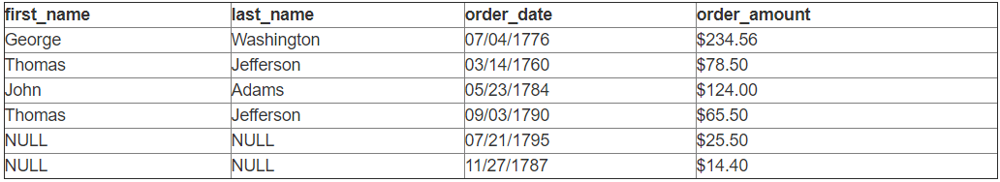 first_name last_name order_date order_amount
George Washington 07/04/1776 $234.56
Thomas Jefferson 03/14/1760 $78.50
John Adams 05/23/1784 $124.00
Thomas Jefferson 09/03/1790 $65.50
NULL NULL 07/21/1795 $25.50
NULL NULL 11/27/1787 $14.40